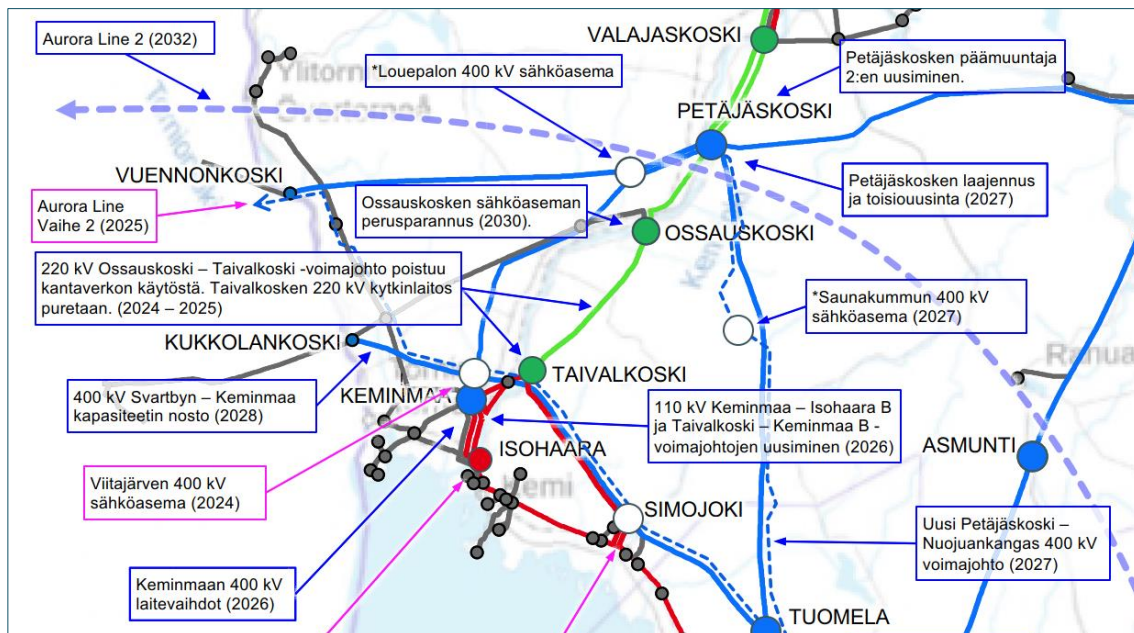 Aurora Line 2 (2032)
VALAJASKOSKI
*Louepalon 400 kV sähköasema
Petäjäskosken päämuuntaja
2:en uusiminen.
PETÄJÄSKOSKI
VUENNONKOSKI
Aurora Line
Vaihe 2 (2025)
Ossauskosken sähköaseman
perusparannus (2030).
Petäjäskosken laajennus
ja toisiouusinta (2027)
OSSAUSKOSKI
220 kV Ossauskoski – Taivalkoski -voimajohto poistuu
kantaverkon käytöstä. Taivalkosken 220 kV kytkinlaitos
puretaan. (2024 – 2025)
*Saunakummun 400 kV
sähköasema (2027)
KUKKOLANKOSKI
Ranua
TAIVALKOSKI
400 kV Svartbyn – Keminmaa
kapasiteetin nosto (2028)
KEMINMAA
110 kV Keminmaa – Isohaara B
ja Taivalkoski – Keminmaa B -
voimajohtojen uusiminen (2026)
ASMUNTI
ISOHAARA
Kemi
Viitajärven 400 kV
sähköasema (2024)
SIMOJOKI
Uusi Petäjäskoski –
Nuojuankangas 400 kV
voimajohto (2027)
Keminmaan 400 kV
laitevaihdot (2026)
TUOMELA